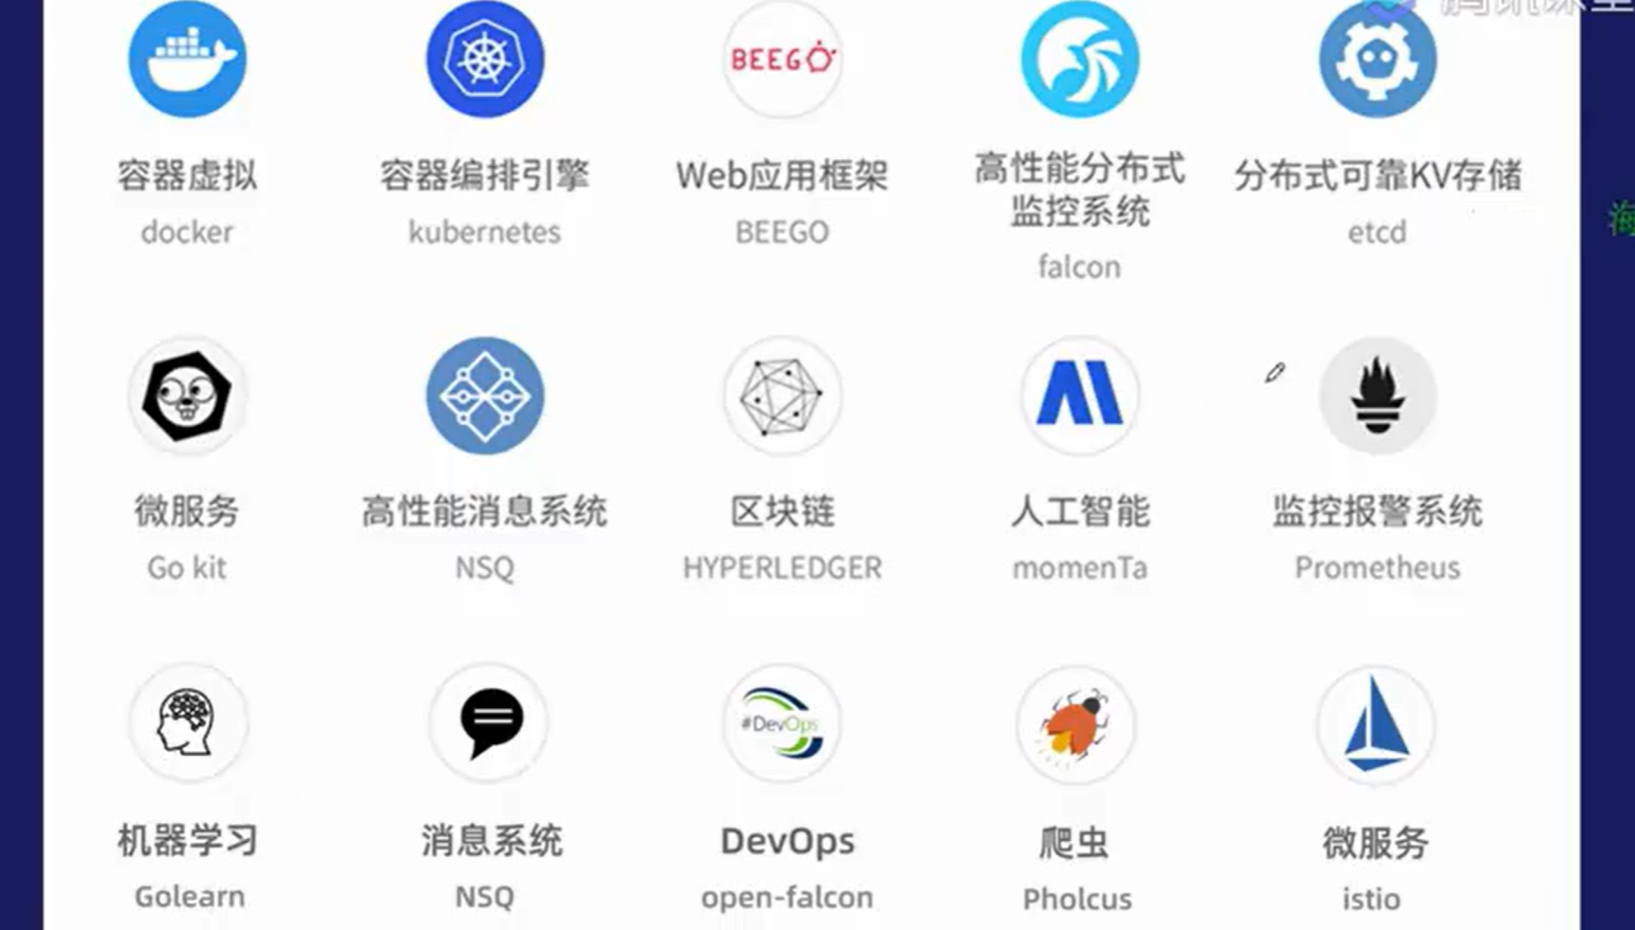 BEEGO
容器虚拟
docker
容器编排引擎
kubernetes
Web应用框架
BEEGO
高性能分布式
监控系统
falcon
分布式可靠KV存储
etcd
微服务
Go kit
高性能消息系统
NSQ
区块链
HYPERLEDGER
人工智能
momenTa
监控报警系统
Prometheus
#DevOps
机器学习
Golearn
消息系统
NSQ
DevOps
open-falcon
爬虫
Pholcus
微服务
istio